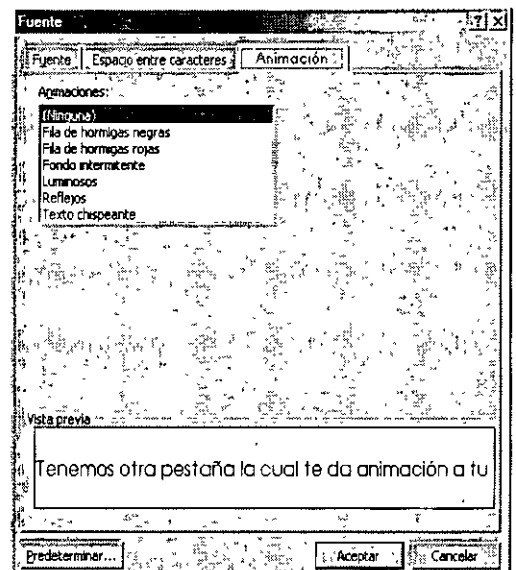 Fuente
Fuente Espacio entre caracteres Animación
Animaciones:
(Ninguna)
Fila de hormigas negras
Fila de hormigas rojas
Fondo intermitente
Luminosos
Reflejos
Texto chispeante
Vista previa
Tenemos otra pestaña la cual te da animación a tu
Predeterminar... Aceptar Cancelar